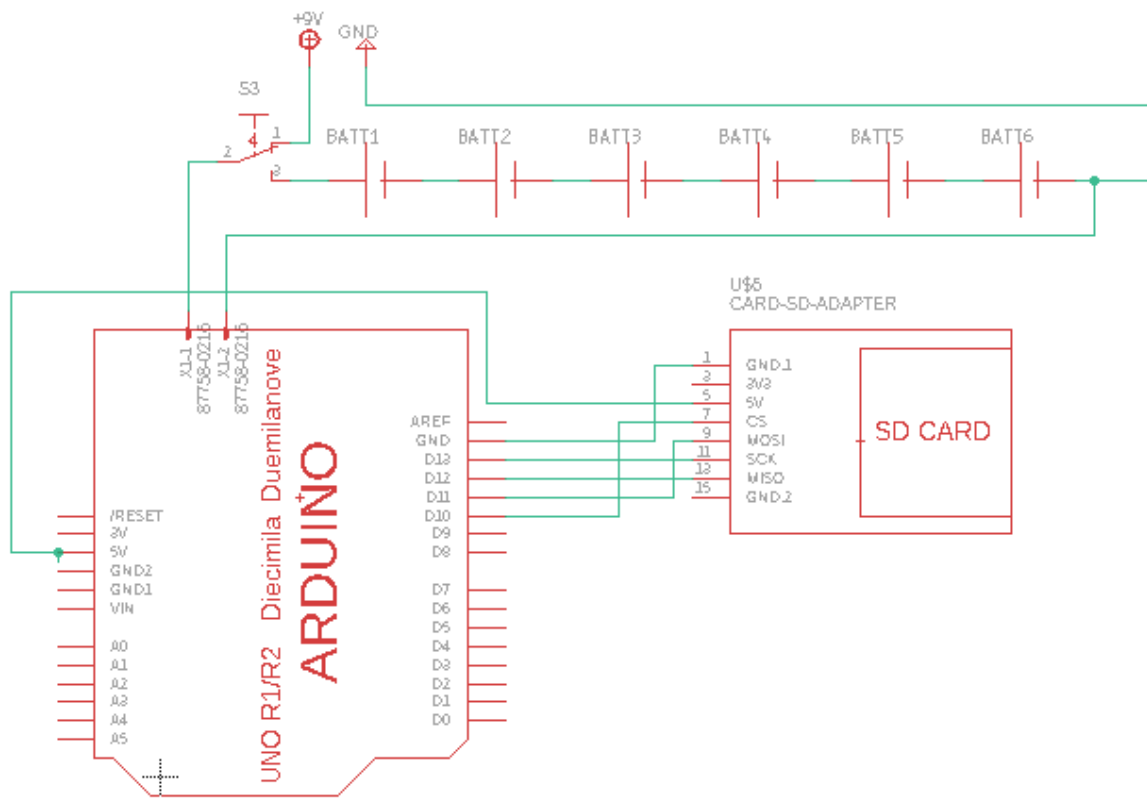 +9V
GND
S3
1
2
4
3
BATT1
BATT2
BATT3
BATT4
BATT5
BATT6
U$6
CARD-SD-ADAPTER
X1-1
87758-0216
X1-2
87758-0216
UNO R1/R2 Diecimila Duemilanove
ARDUINO
AREF
GND
D13
D12
D11
D10
D9
D8
D7
D6
D5
D4
D3
D2
D1
D0
/RESET
3V
5V
GND2
GND1
VIN
A0
A1
A2
A3
A4
A5
1 GND.1
3 3V3
5 5V
7 CS
9 MOSI
11 SCK
13 MISO
15 GND.2
SD CARD